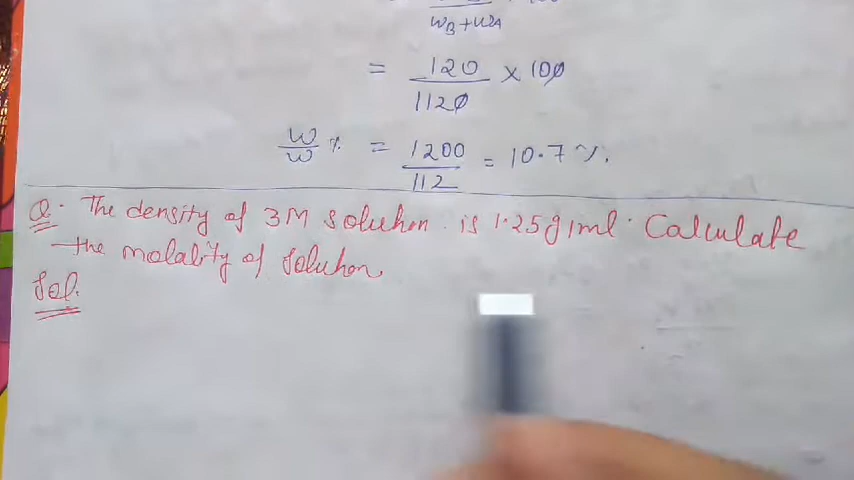 w_B + w_A
= 120/1120 × 100
w/w % = 1200/112 = 10.7 %.
Q. The density of 3M solution is 1.25g/ml. Calculate
the molality of solution.
Sol.